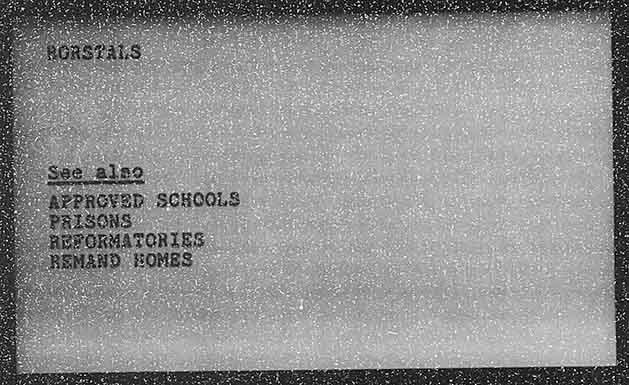 BORSTALS
See also
APPROVED SCHOOLS
PRISONS
REFORMATORIES
REMAND HOMES